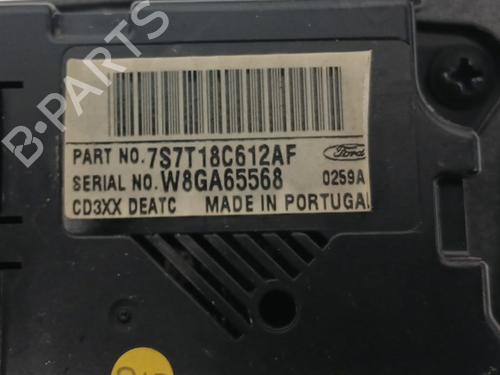 B-PARTS
PART NO. 7S7T18C612AF Ford
SERIAL NO. W8GA65568 0259A
CD3XX DEATC MADE IN PORTUGAL